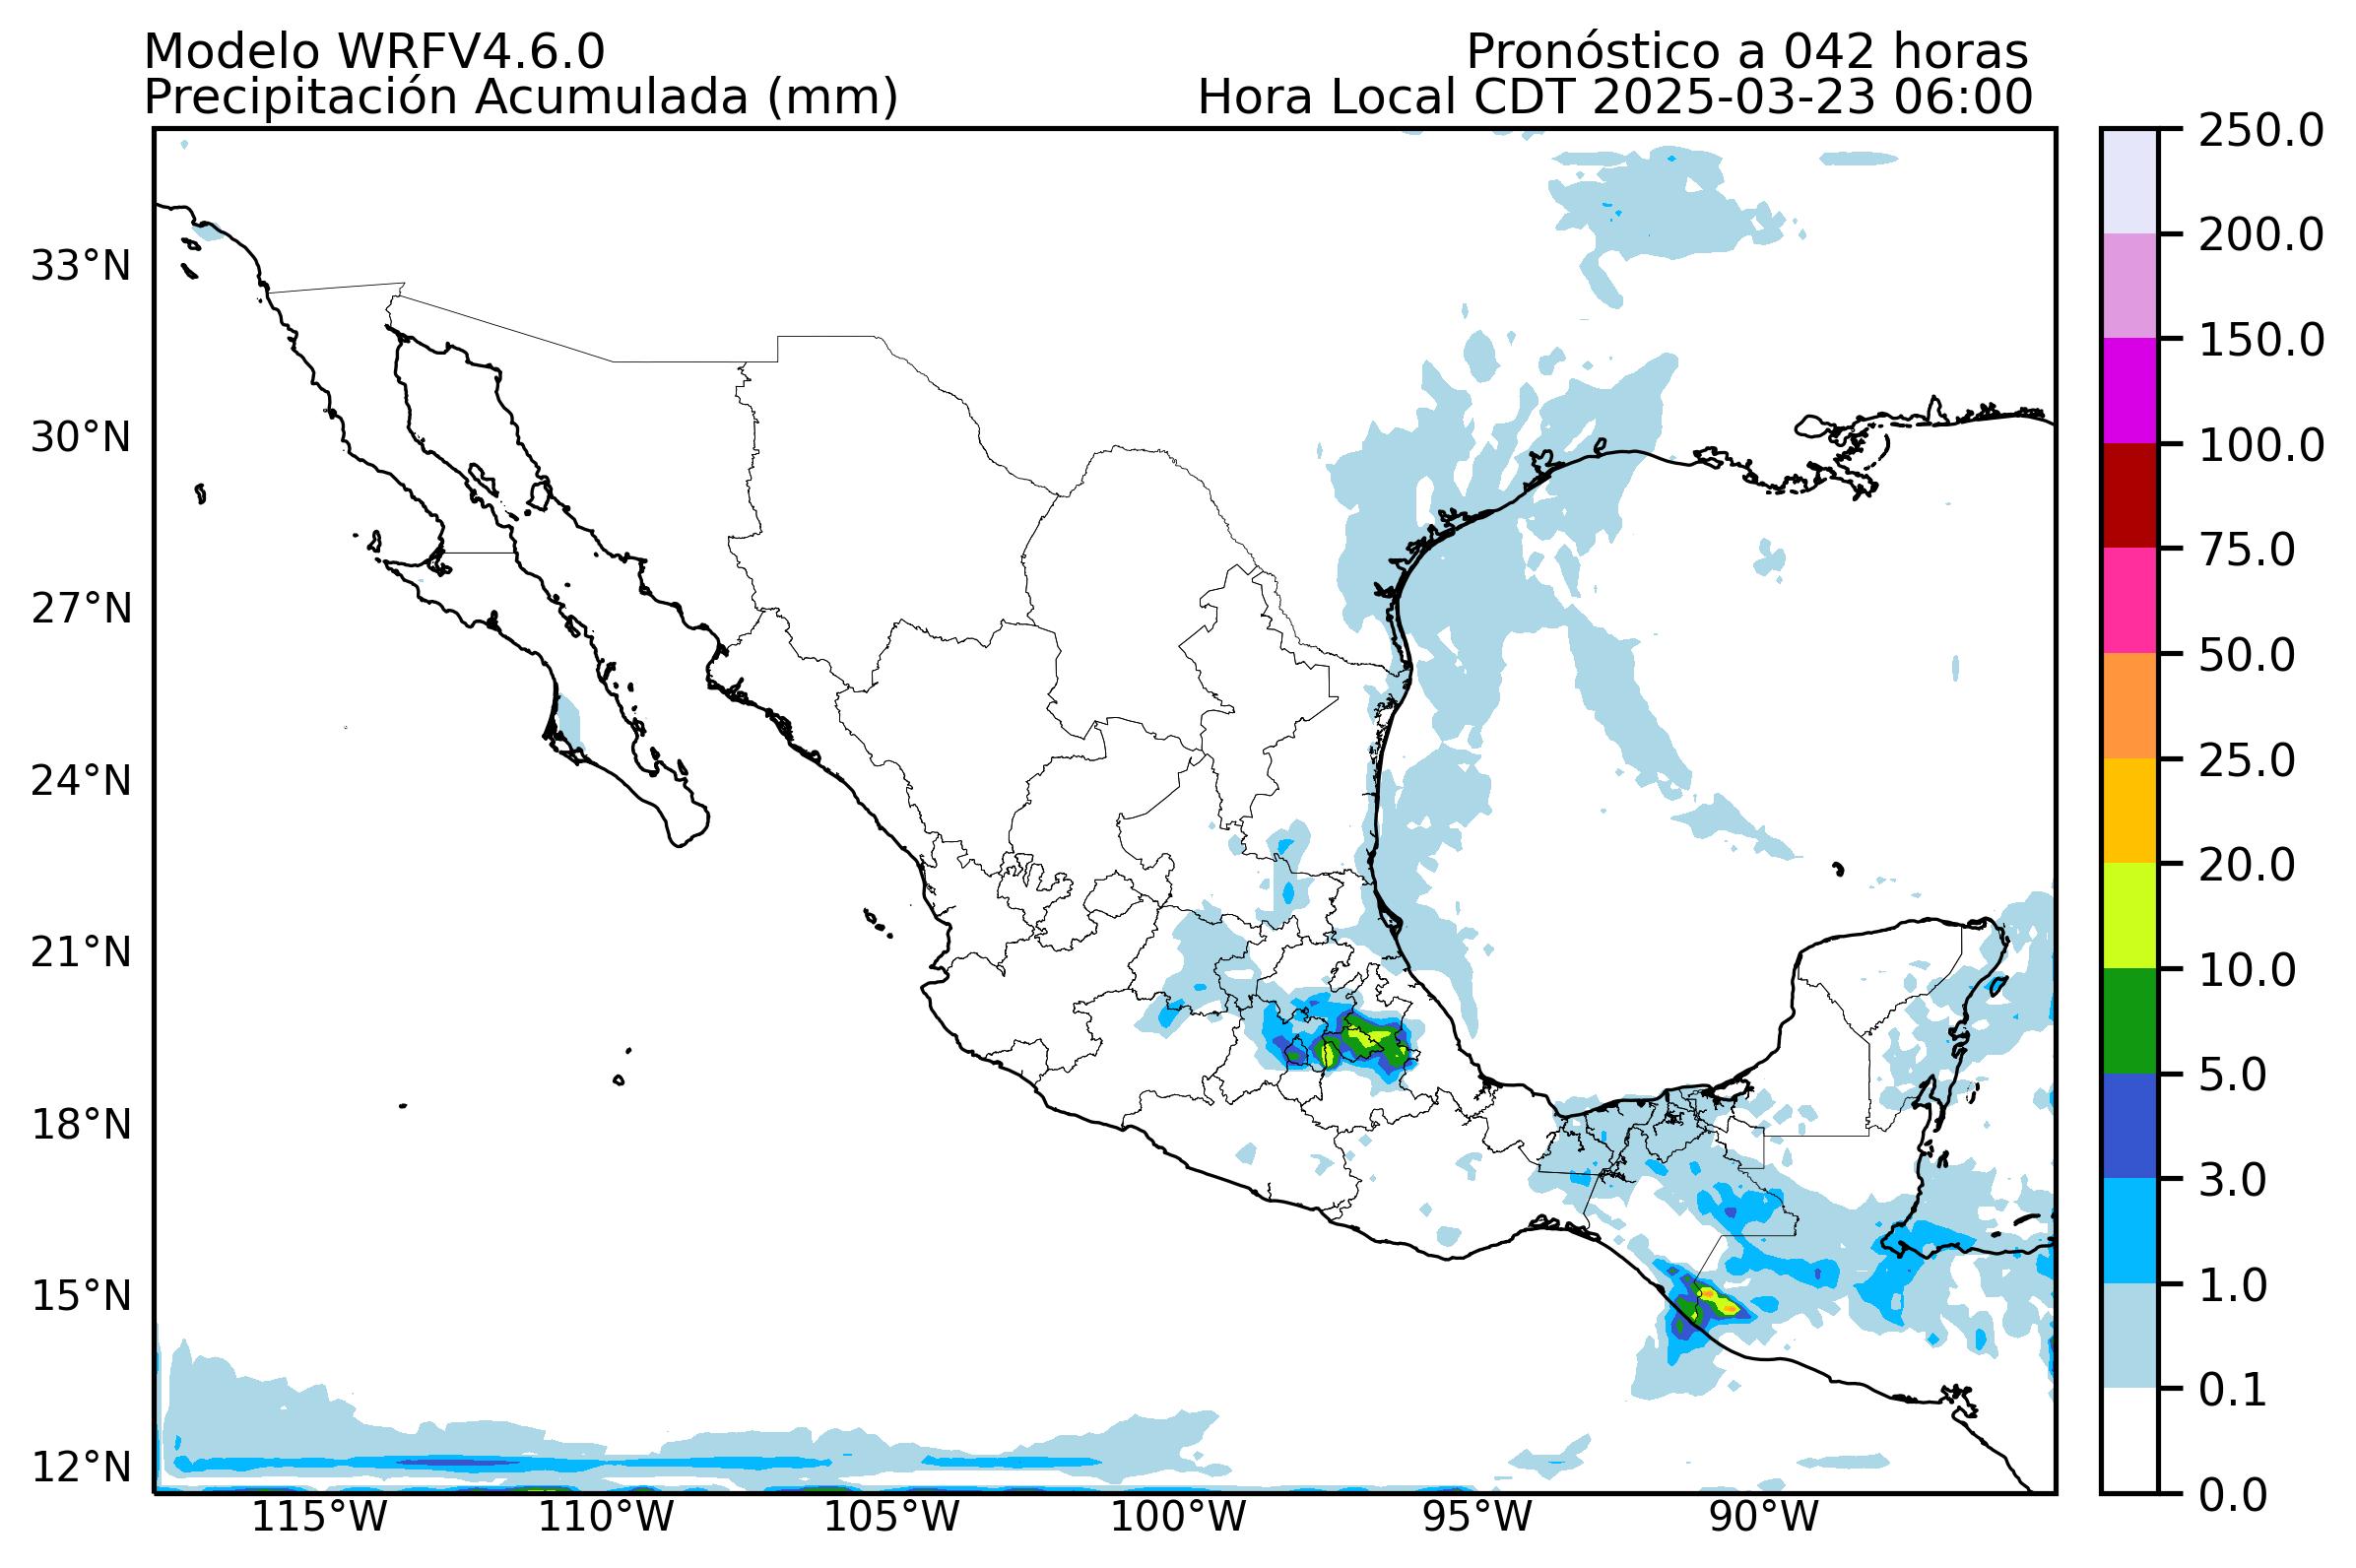 Modelo WRFV4.6.0
Pronóstico a 042 horas
Precipitación Acumulada (mm)
Hora Local CDT 2025-03-23 06:00
33°N
30°N
27°N
24°N
21°N
18°N
15°N
12°N
115°W
110°W
105°W
100°W
95°W
90°W
250.0
200.0
150.0
100.0
75.0
50.0
25.0
20.0
10.0
5.0
3.0
1.0
0.1
0.0